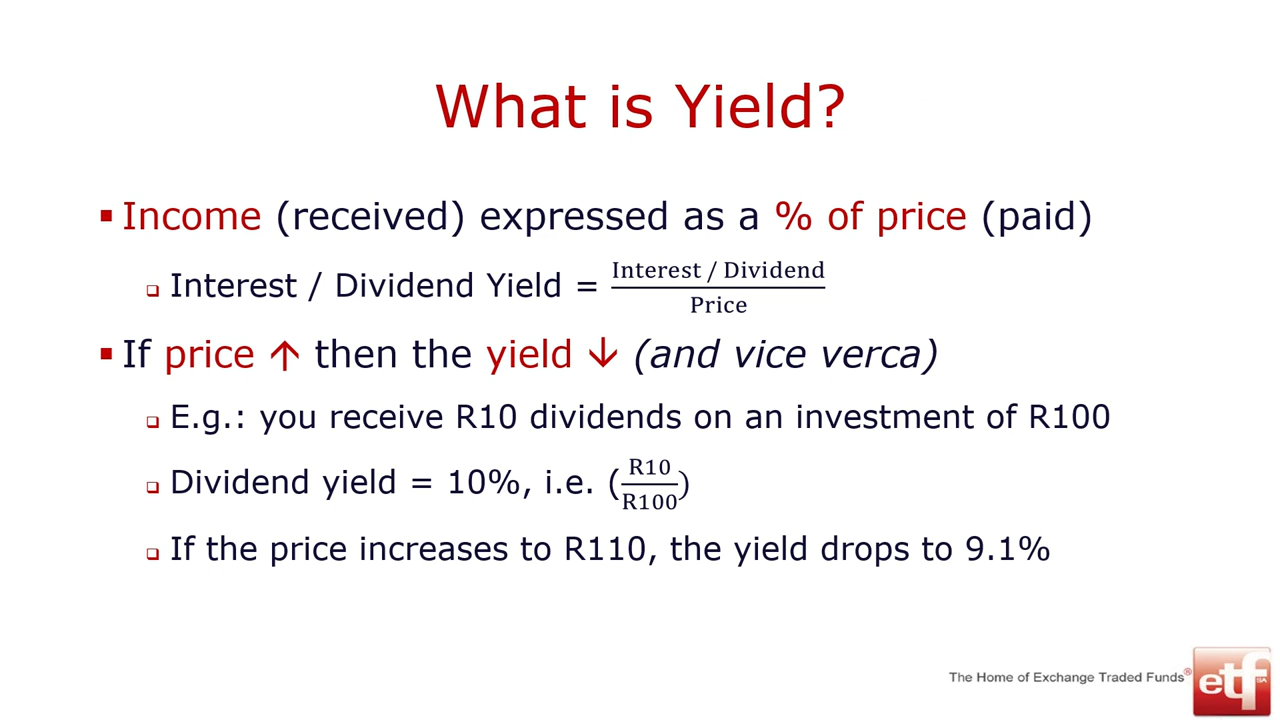 What is Yield?
▪ Income (received) expressed as a % of price (paid)
❑ Interest / Dividend Yield = Interest / Dividend
Price
▪ If price ↑ then the yield ↓ (and vice verca)
❑ E.g.: you receive R10 dividends on an investment of R100
❑ Dividend yield = 10%, i.e. (R10
R100)
❑ If the price increases to R110, the yield drops to 9.1%
The Home of Exchange Traded Funds®
etf SA